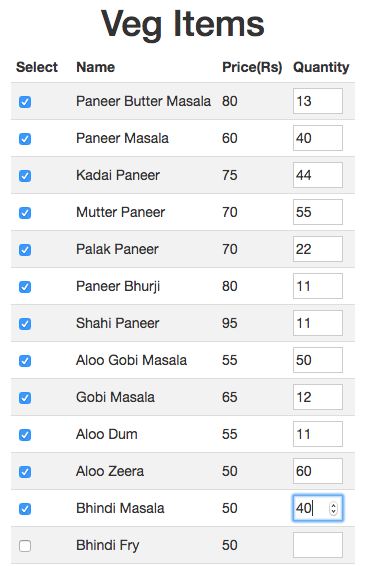 Veg Items
Select Name Price(Rs) Quantity
Paneer Butter Masala 80 13
Paneer Masala 60 40
Kadai Paneer 75 44
Mutter Paneer 70 55
Palak Paneer 70 22
Paneer Bhurji 80 11
Shahi Paneer 95 11
Aloo Gobi Masala 55 50
Gobi Masala 65 12
Aloo Dum 55 11
Aloo Zeera 50 60
Bhindi Masala 50 40
Bhindi Fry 50